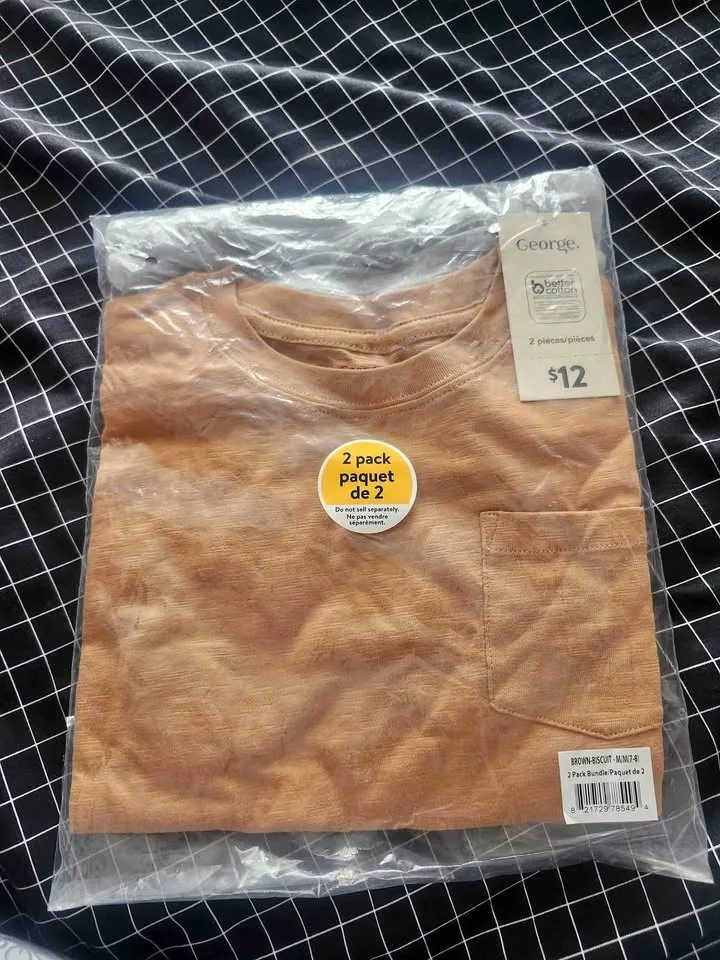 George.
better
cotton
2 pieces/pièces
$12
2 pack
paquet
de 2
Do not sell separately.
Ne pas vendre
séparément.
BROWN-BISCUIT - M/M(7-8)
2 Pack Bundle/Paquet de 2
8 21729 78549 4